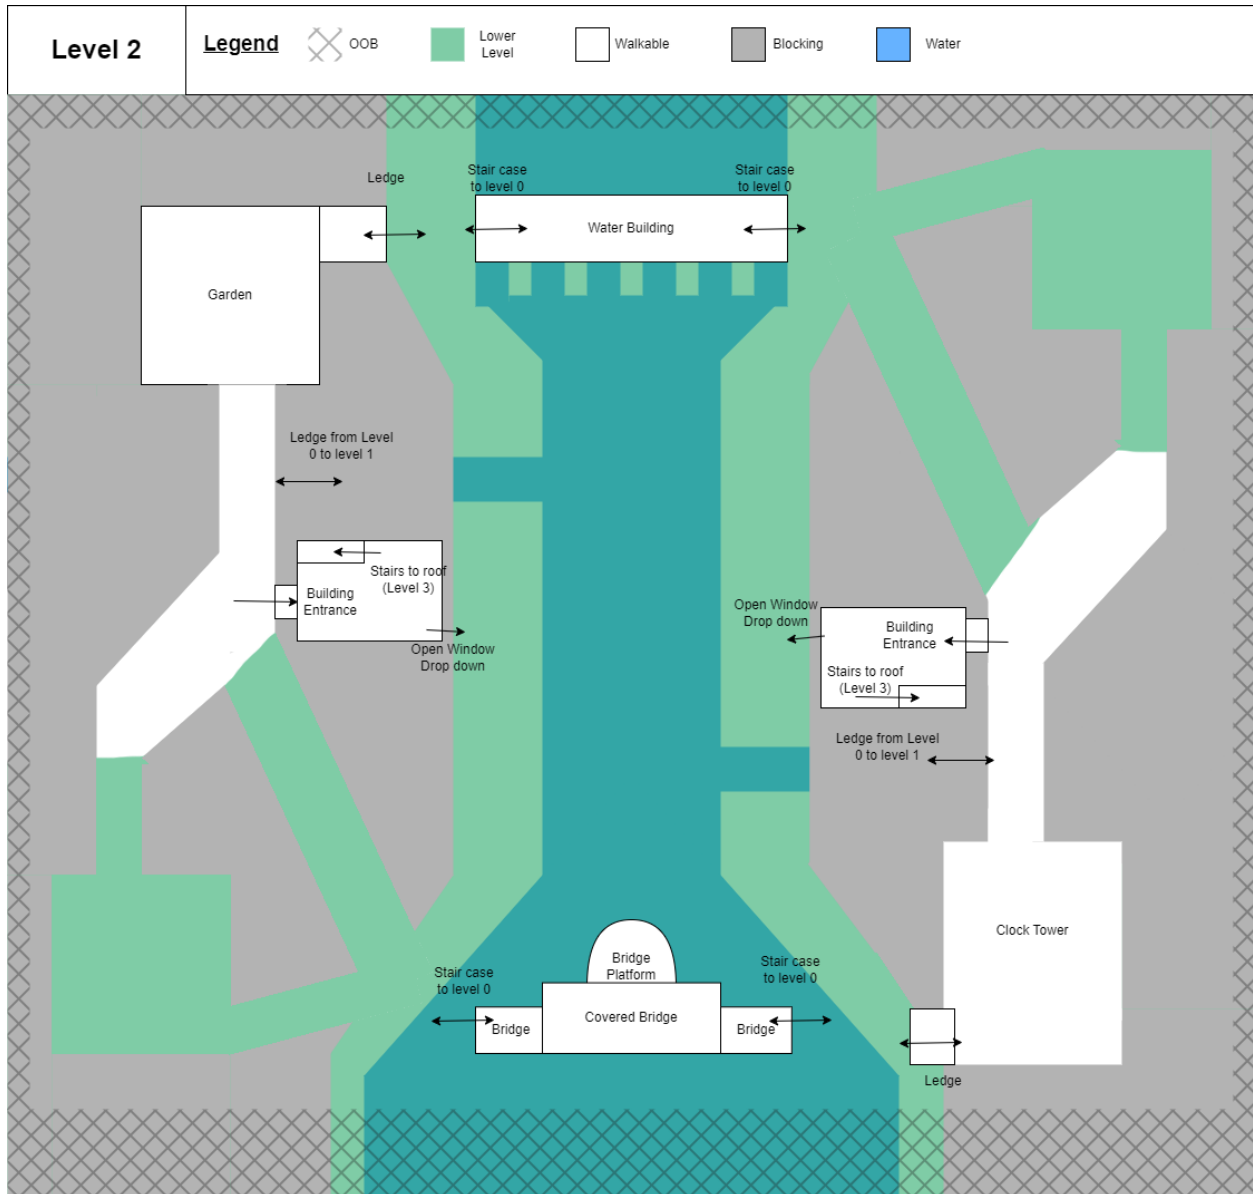 Level 2
Legend
OOB
Lower
Level
Walkable
Blocking
Water
Ledge
Stair case
to level 0
Stair case
to level 0
Water Building
Garden
Ledge from Level
0 to level 1
Stairs to roof
(Level 3)
Building
Entrance
Open Window
Drop down
Open Window
Drop down
Building
Entrance
Stairs to roof
(Level 3)
Ledge from Level
0 to level 1
Clock Tower
Stair case
to level 0
Bridge
Platform
Stair case
to level 0
Bridge
Covered Bridge
Bridge
Ledge